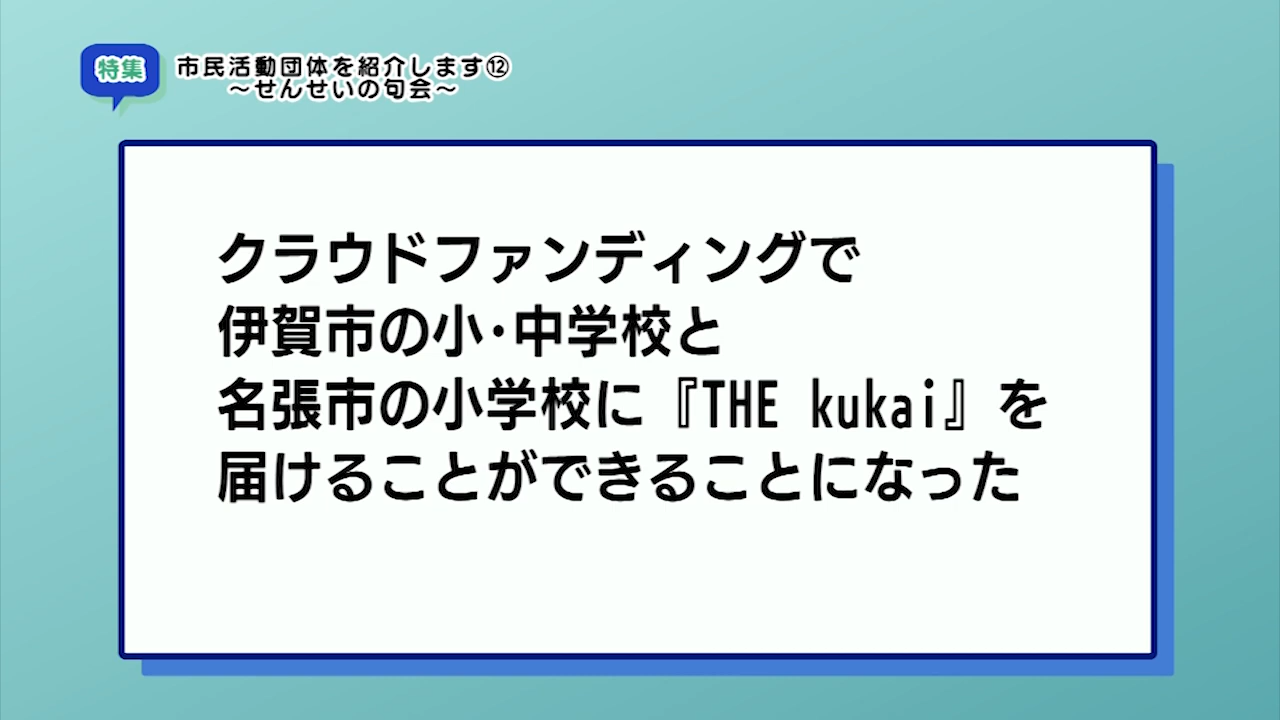 特集
市民活動団体を紹介します⑫
～せんせいの句会～
クラウドファンディングで
伊賀市の小･中学校と
名張市の小学校に『THE kukai』を
届けることができることになった